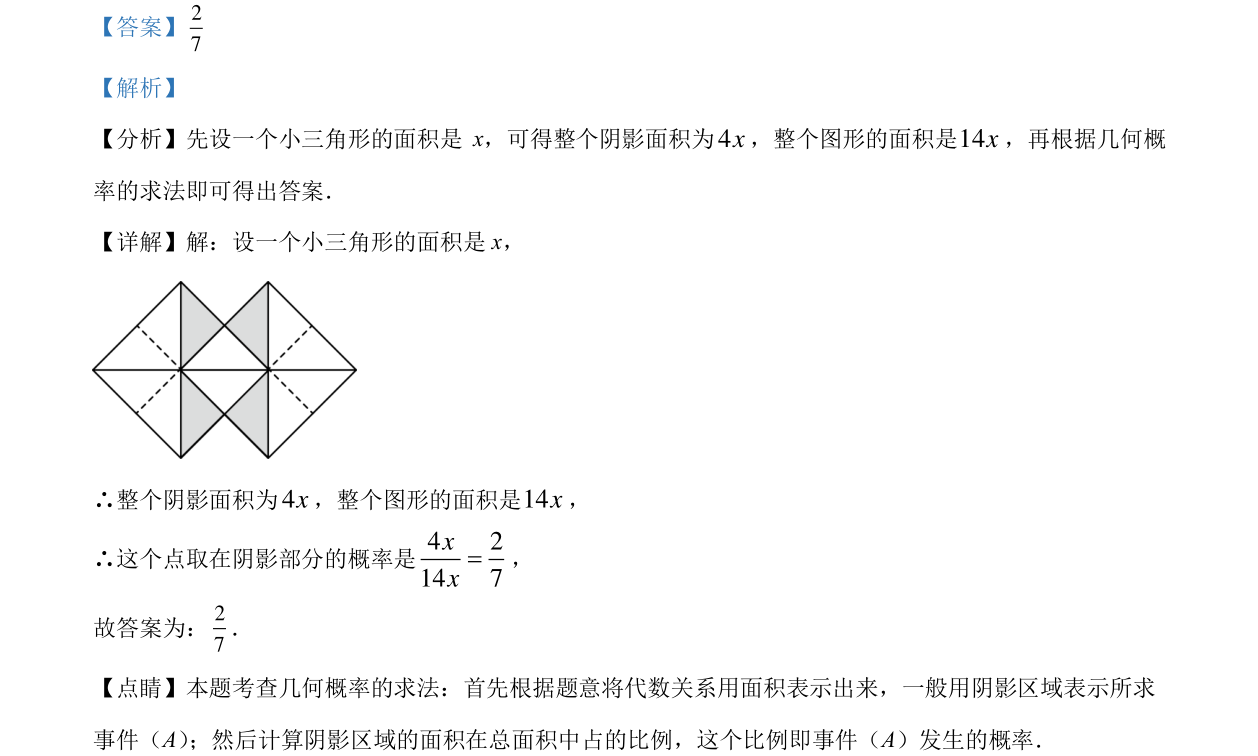 【答案】2/7
【解析】
【分析】先设一个小三角形的面积是 x，可得整个阴影面积为4x，整个图形的面积是14x，再根据几何概
率的求法即可得出答案．
【详解】解：设一个小三角形的面积是 x，
∴整个阴影面积为4x，整个图形的面积是14x，
∴这个点取在阴影部分的概率是4x/14x=2/7，
故答案为：2/7．
【点睛】本题考查几何概率的求法：首先根据题意将代数关系用面积表示出来，一般用阴影区域表示所求
事件（A）；然后计算阴影区域的面积在总面积中占的比例，这个比例即事件（A）发生的概率．